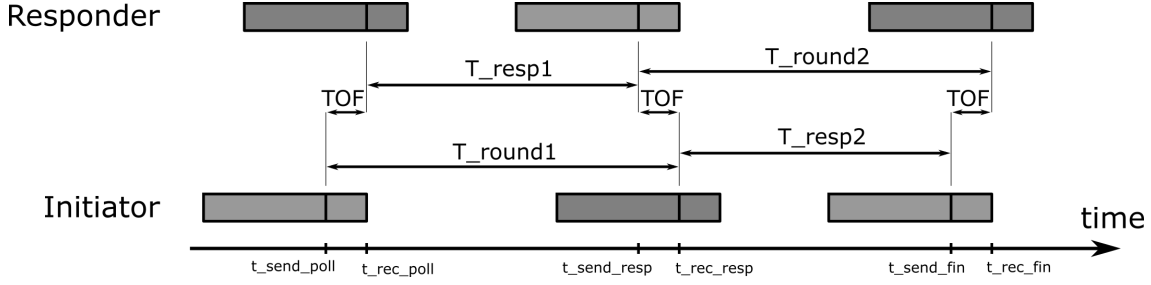 Responder
T_resp1
T_round2
TOF
TOF
TOF
T_round1
T_resp2
Initiator
time
t_send_poll
t_rec_poll
t_send_resp
t_rec_resp
t_send_fin
t_rec_fin